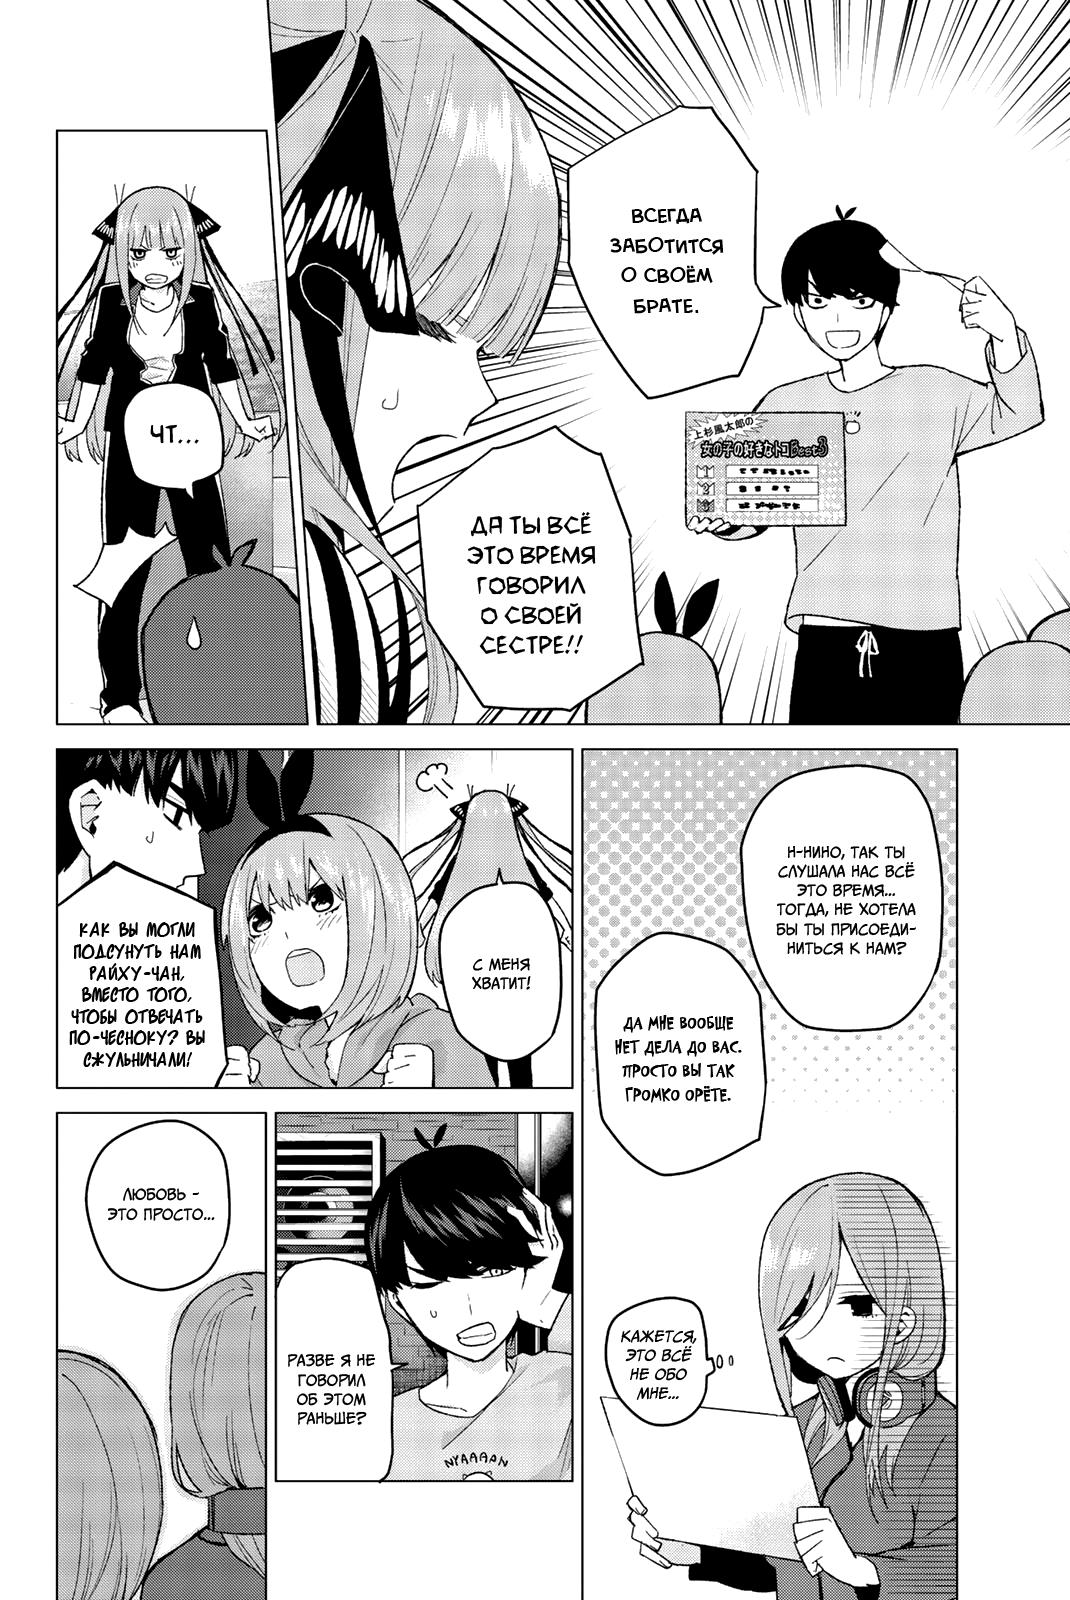 ВСЕГДА
ЗАБОТИТСЯ
О СВОЁМ
БРАТЕ.
上杉風太郎の
女の子の好きなトコBest3
1
2
3
ДА ТЫ ВСЁ
ЭТО ВРЕМЯ
ГОВОРИЛ
О СВОЕЙ
СЕСТРЕ!!
ЧТ...
Н-НИНО, ТАК ТЫ
СЛУШАЛА НАС ВСЁ
ЭТО ВРЕМЯ...
ТОГДА, НЕ ХОТЕЛА
БЫ ТЫ ПРИСОЕДИ-
НИТЬСЯ К НАМ?
ДА МНЕ ВООБЩЕ
НЕТ ДЕЛА ДО ВАС.
ПРОСТО ВЫ ТАК
ГРОМКО ОРЁТЕ.
КАЖЕТСЯ,
ЭТО ВСЁ
НЕ ОБО
МНЕ...
С МЕНЯ
ХВАТИТ!
КАК ВЫ МОГЛИ
ПОДСУНУТЬ НАМ
РАЙХУ-ЧАН,
ВМЕСТО ТОГО,
ЧТОБЫ ОТВЕЧАТЬ
ПО-ЧЕСНОКУ? ВЫ
СЖУЛЬНИЧАЛИ!
РАЗВЕ Я НЕ
ГОВОРИЛ
ОБ ЭТОМ
РАНЬШЕ?
NYAAAAN
ЛЮБОВЬ -
ЭТО ПРОСТО...